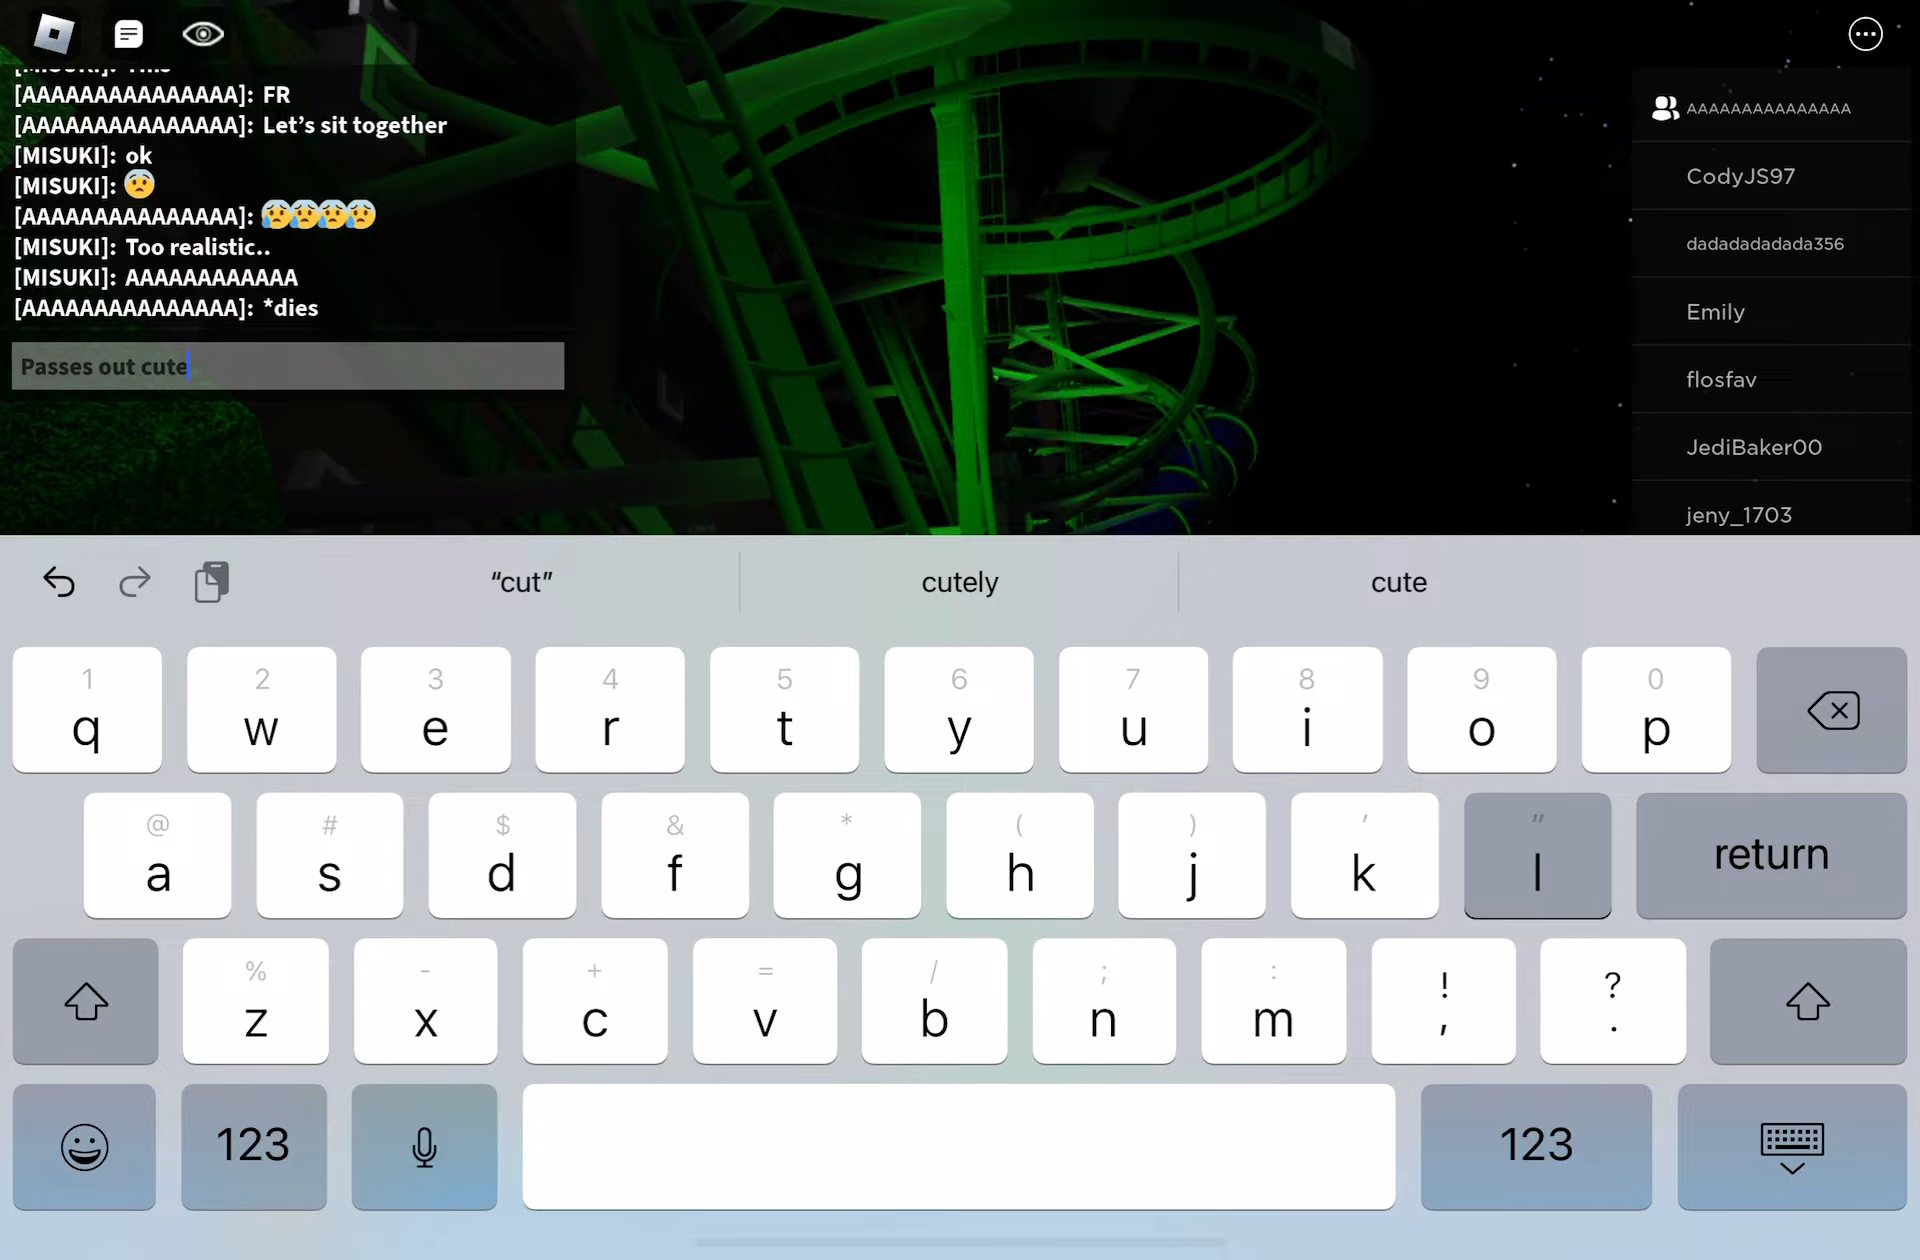 [AAAAAAAAAAAAAAA]: FR
[AAAAAAAAAAAAAAA]: Let’s sit together
[MISUKI]: ok
[MISUKI]: 😰
[AAAAAAAAAAAAAAA]: 😰😰😰😰
[MISUKI]: Too realistic..
[MISUKI]: AAAAAAAAAAAA
[AAAAAAAAAAAAAAA]: *dies
Passes out cute
AAAAAAAAAAAAAAA
CodyJS97
dadadadadada356
Emily
flosfav
JediBaker00
jeny_1703
“cut” cutely cute
1 2 3 4 5 6 7 8 9 0
q w e r t y u i o p
@ # $ & * ( ) ’ ”
a s d f g h j k l return
% - + = / ; : ! ?
z x c v b n m , .
123 123